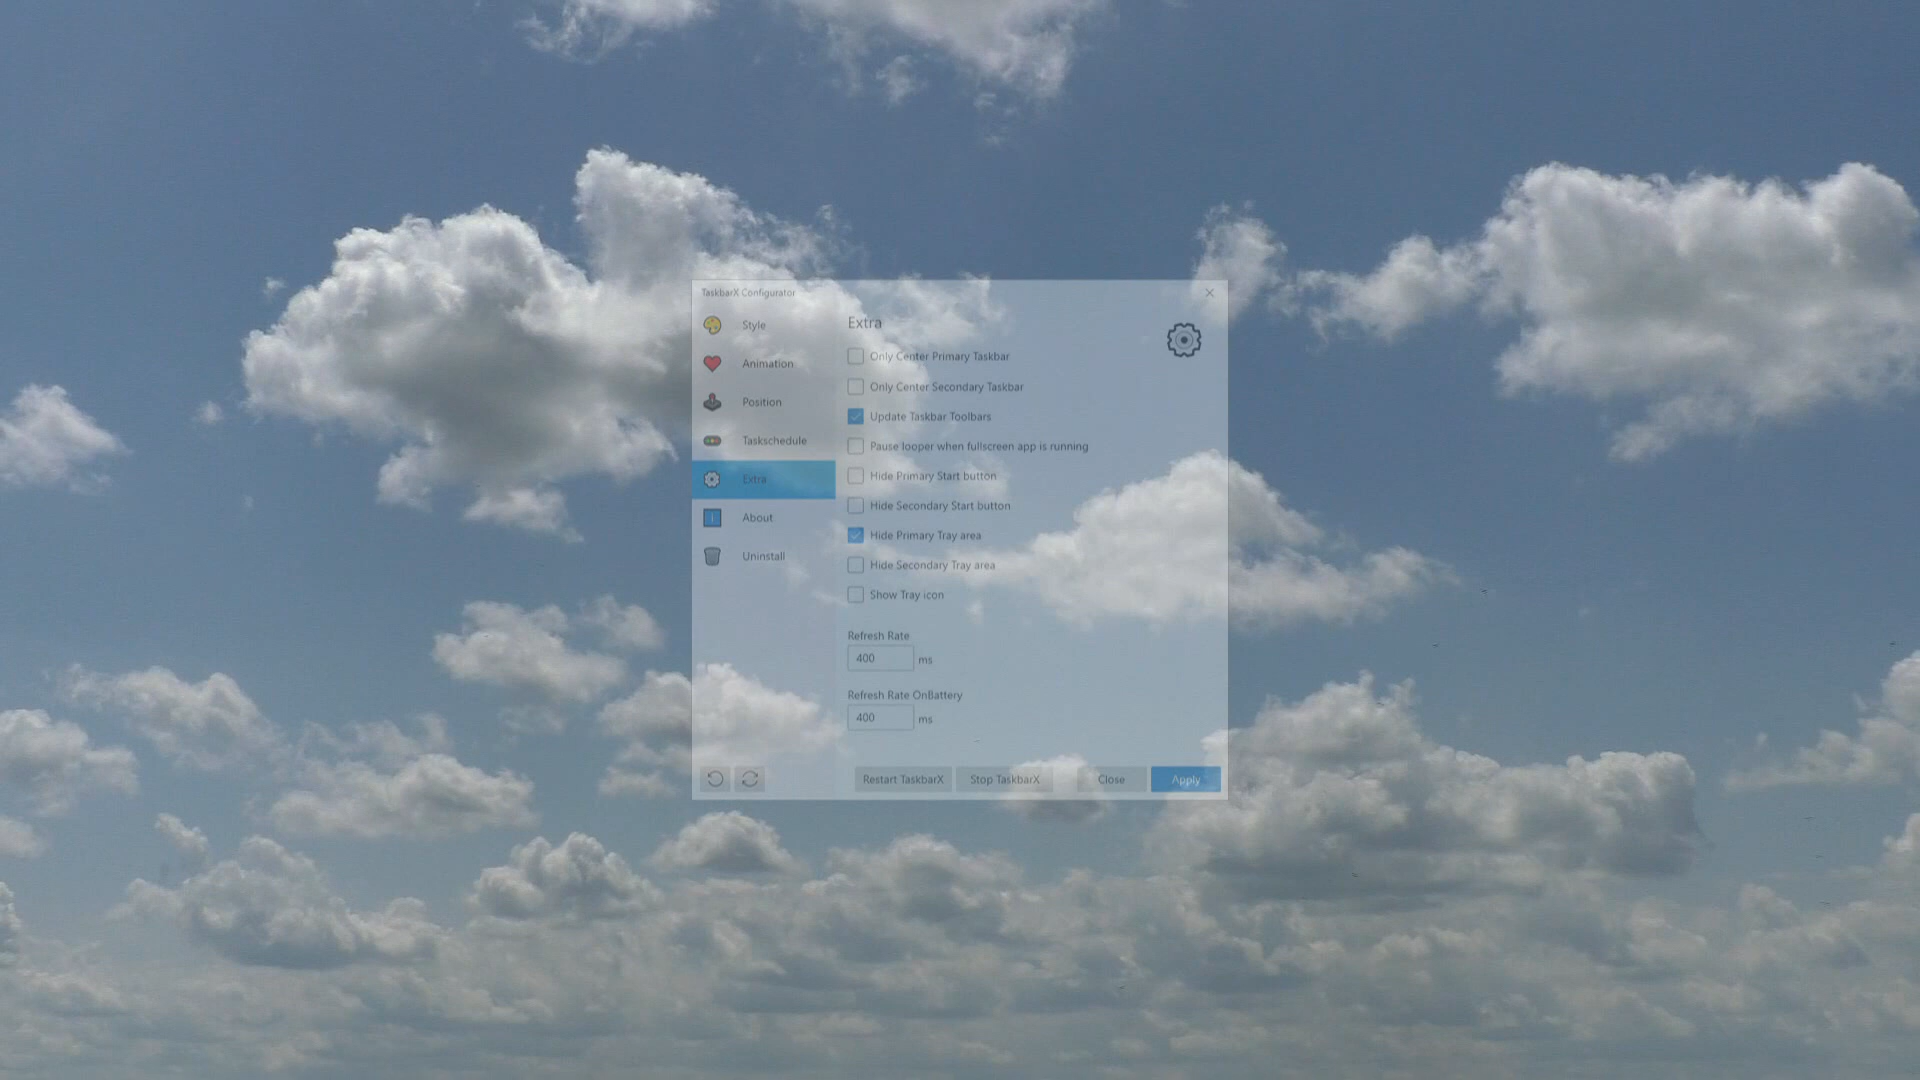 TaskbarX Configurator
Style
Animation
Position
Taskschedule
Extra
About
Uninstall
Extra
Only Center Primary Taskbar
Only Center Secondary Taskbar
Update Taskbar Toolbars
Pause looper when fullscreen app is running
Hide Primary Start button
Hide Secondary Start button
Hide Primary Tray area
Hide Secondary Tray area
Show Tray icon
Refresh Rate
400 ms
Refresh Rate OnBattery
400 ms
Restart TaskbarX Stop TaskbarX Close Apply